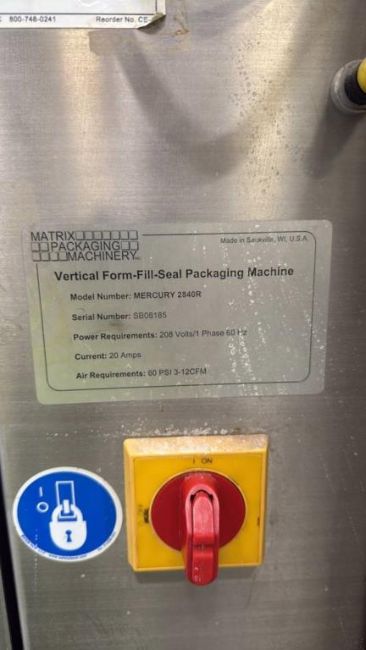 800-748-0241 Reorder No. CE-
MATRIX
PACKAGING
MACHINERY
Made in Saukville, WI, U.S.A.
Vertical Form-Fill-Seal Packaging Machine
Model Number: MERCURY 2840R
Serial Number: SB08185
Power Requirements: 208 Volts/1 Phase 60 Hz
Current: 20 Amps
Air Requirements: 60 PSI 3-12CFM
I ON
I
O